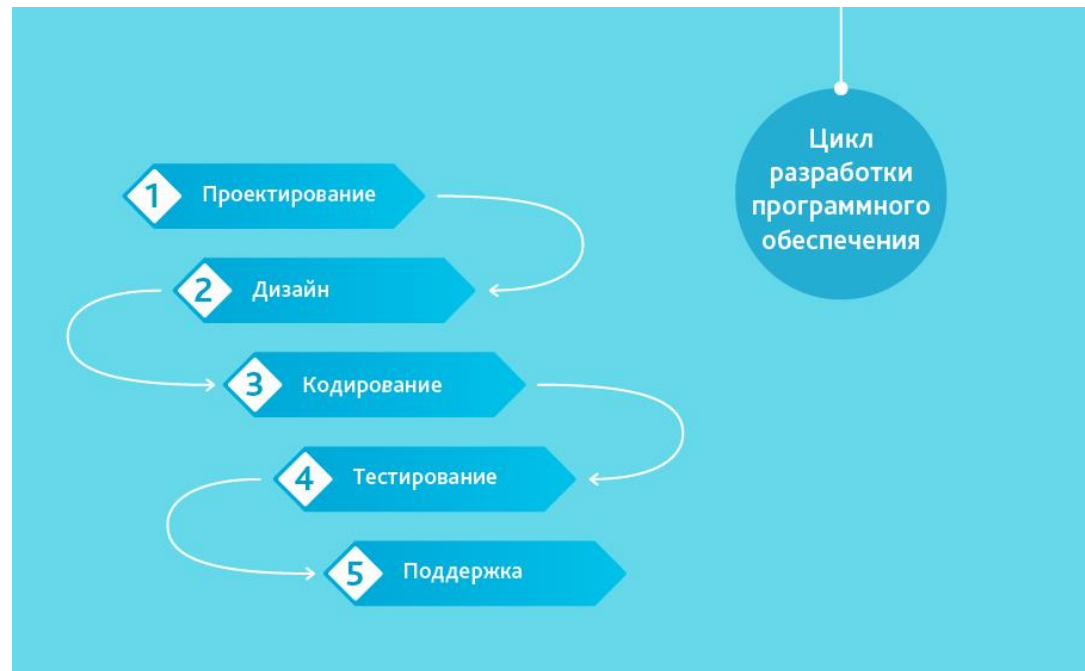 Цикл
разработки
программного
обеспечения
1 Проектирование
2 Дизайн
3 Кодирование
4 Тестирование
5 Поддержка